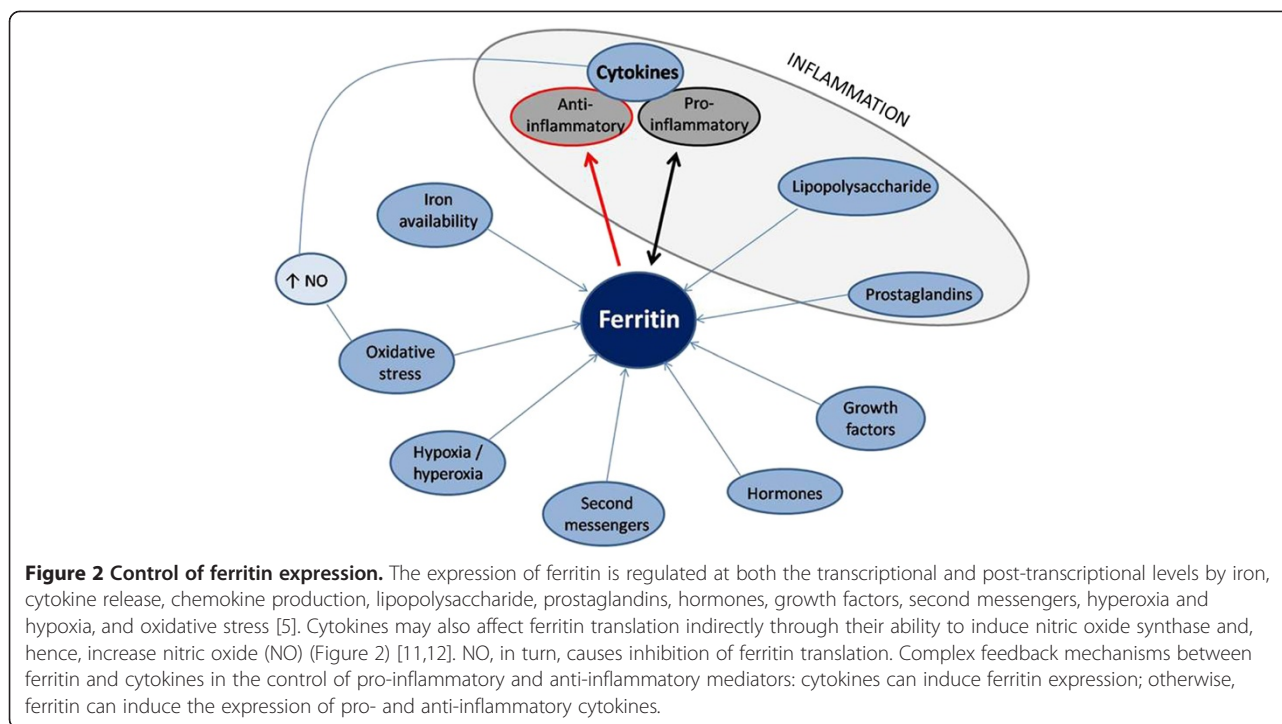 INFLAMMATION
Cytokines
Anti-
inflammatory
Pro-
inflammatory
Lipopolysaccharide
Iron
availability
↑ NO
Prostaglandins
Ferritin
Oxidative
stress
Growth
factors
Hypoxia /
hyperoxia
Hormones
Second
messengers
Figure 2 Control of ferritin expression. The expression of ferritin is regulated at both the transcriptional and post-transcriptional levels by iron,
cytokine release, chemokine production, lipopolysaccharide, prostaglandins, hormones, growth factors, second messengers, hyperoxia and
hypoxia, and oxidative stress [5]. Cytokines may also affect ferritin translation indirectly through their ability to induce nitric oxide synthase and,
hence, increase nitric oxide (NO) (Figure 2) [11,12]. NO, in turn, causes inhibition of ferritin translation. Complex feedback mechanisms between
ferritin and cytokines in the control of pro-inflammatory and anti-inflammatory mediators: cytokines can induce ferritin expression; otherwise,
ferritin can induce the expression of pro- and anti-inflammatory cytokines.